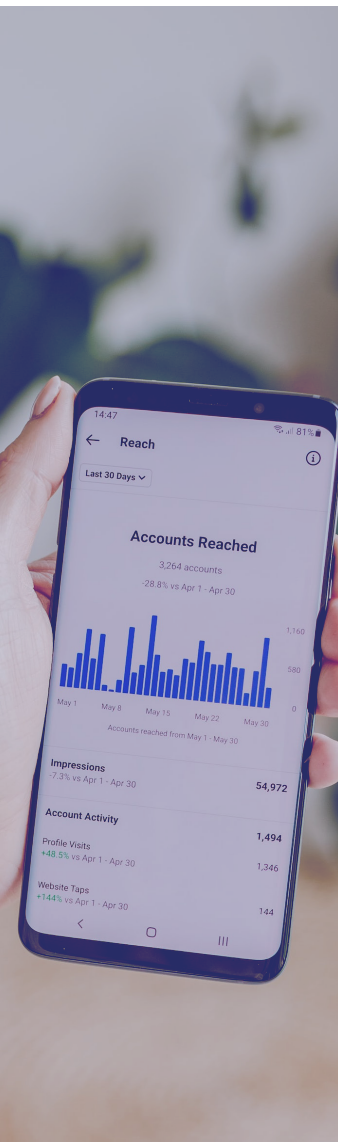 14:47
81%
Reach
Last 30 Days
Accounts Reached
3,264 accounts
-28.8% vs Apr 1 - Apr 30
1,160
580
0
May 1 May 8 May 15 May 22 May 30
Accounts reached from May 1 - May 30
Impressions
-7.3% vs Apr 1 - Apr 30
54,972
Account Activity
1,494
Profile Visits
+48.5% vs Apr 1 - Apr 30
1,346
Website Taps
+144% vs Apr 1 - Apr 30
144